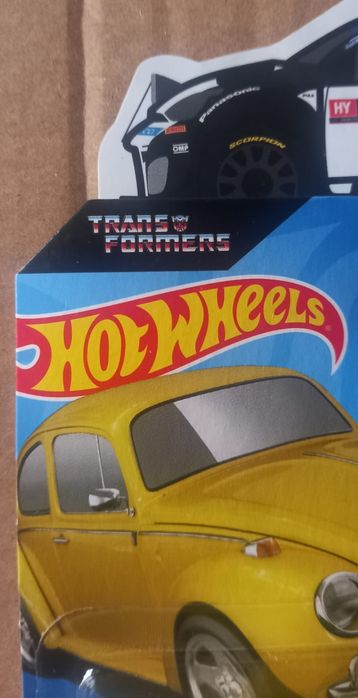 Panasonic
HY
OMP
SCORPION
TRANS
FORMERS
HOT WHEELS